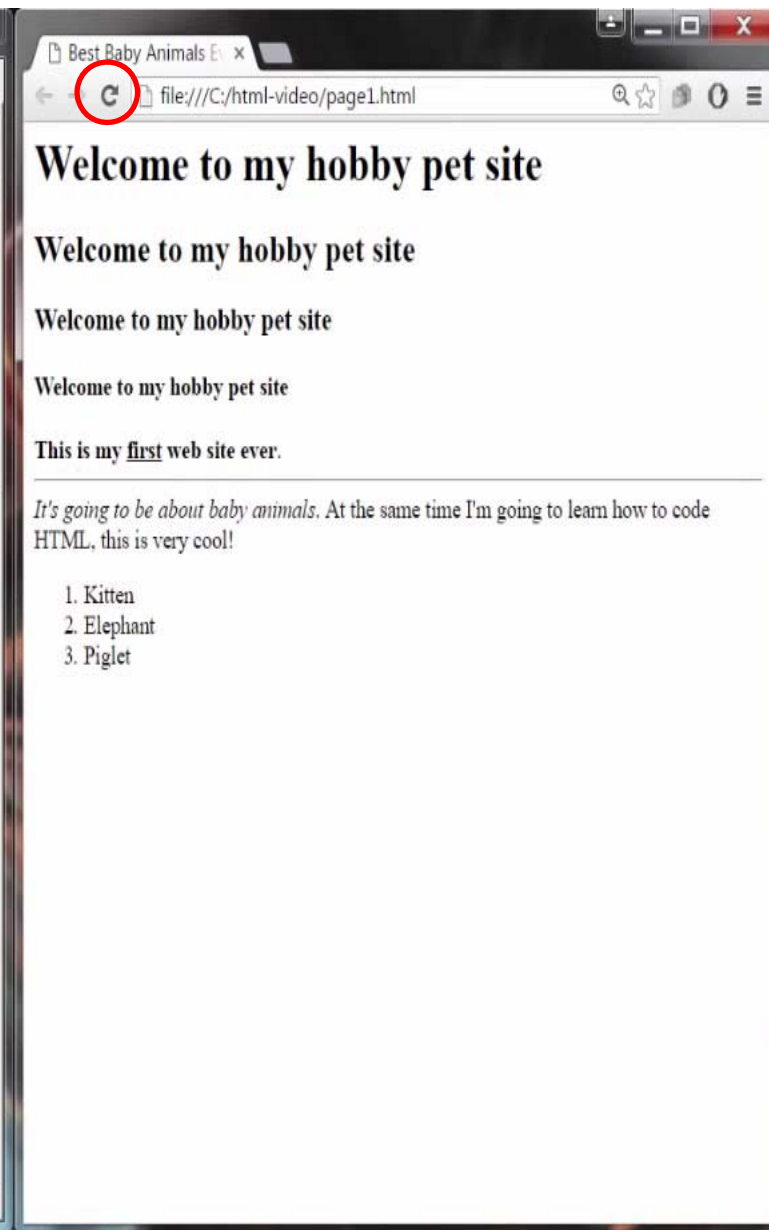 Best Baby Animals E
file:///C:/html-video/page1.html
Welcome to my hobby pet site
Welcome to my hobby pet site
Welcome to my hobby pet site
Welcome to my hobby pet site
This is my first web site ever.
It's going to be about baby animals. At the same time I'm going to learn how to code
HTML, this is very cool!
1. Kitten
2. Elephant
3. Piglet